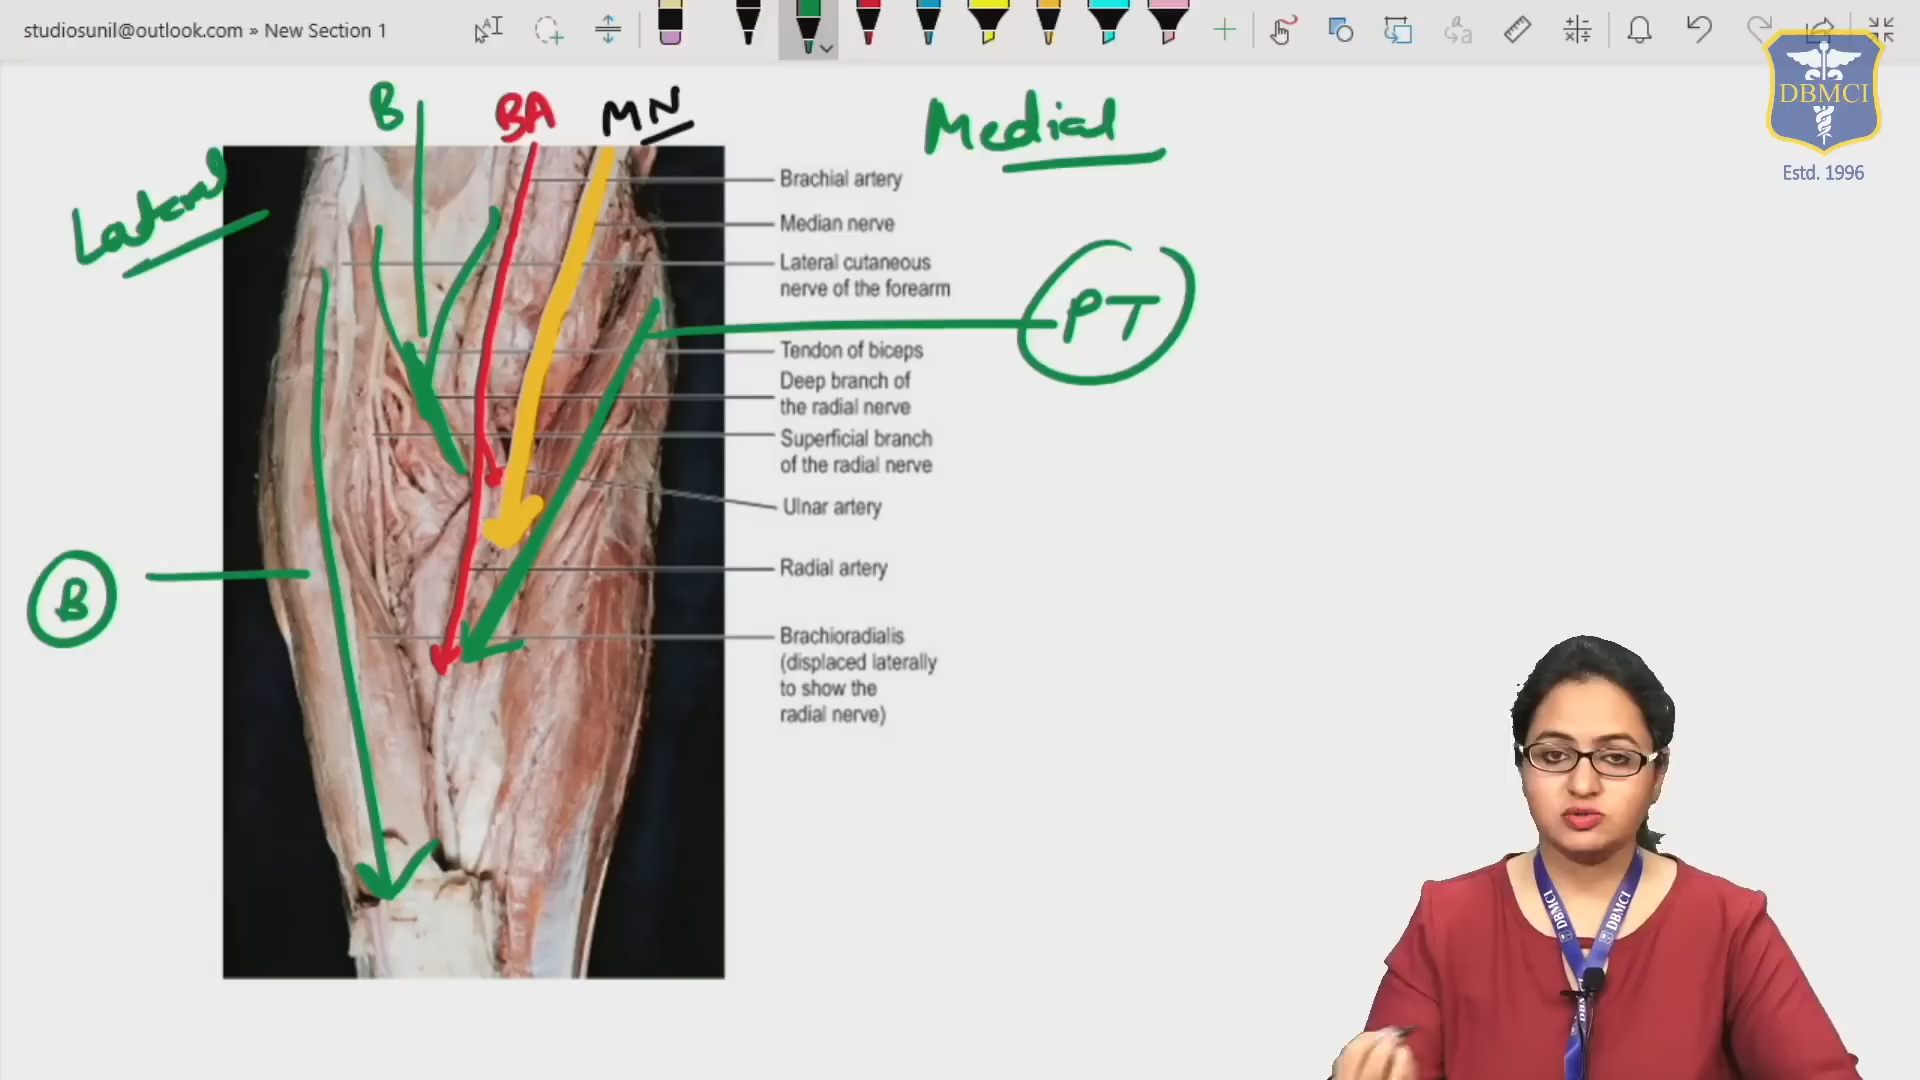 studiosunil@outlook.com » New Section 1
DBMCI
Estd. 1996
B
BA
MN
Medial
Lateral
Brachial artery
Median nerve
Lateral cutaneous
nerve of the forearm
PT
Tendon of biceps
Deep branch of
the radial nerve
Superficial branch
of the radial nerve
Ulnar artery
Radial artery
B
Brachioradialis
(displaced laterally
to show the
radial nerve)
DBMCI
DBMCI